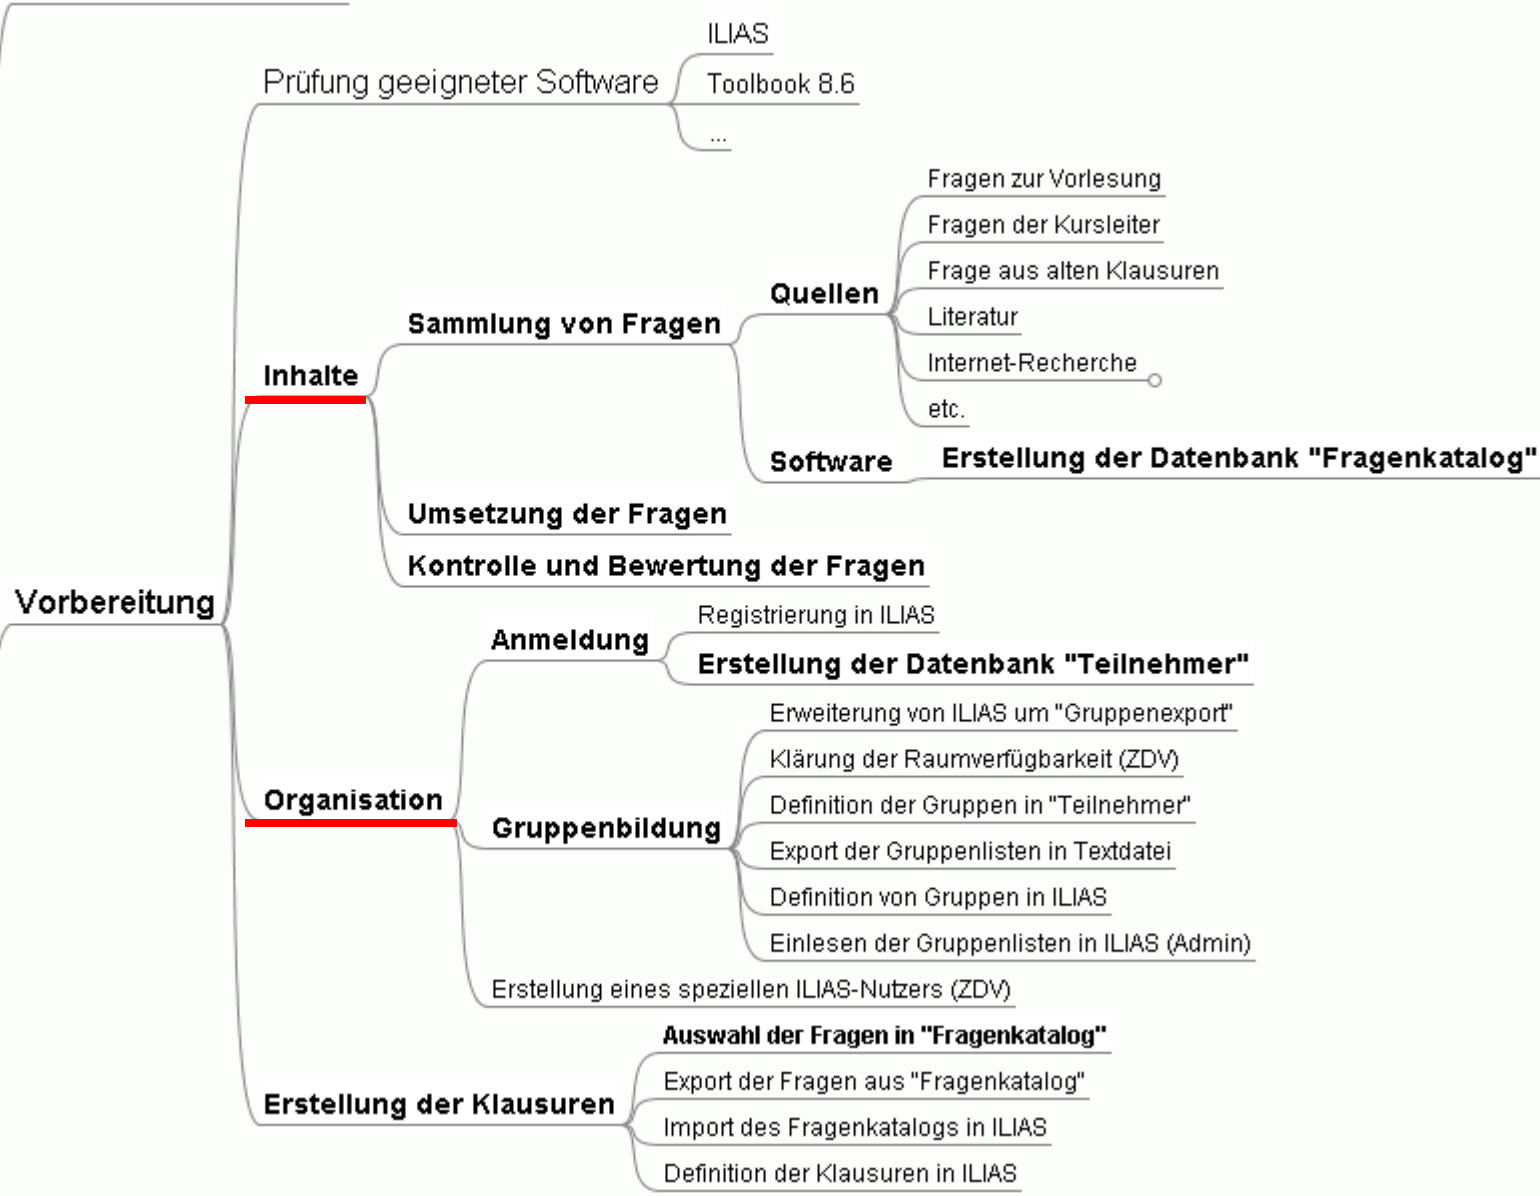 ILIAS
Prüfung geeigneter Software
Toolbook 8.6
...
Fragen zur Vorlesung
Fragen der Kursleiter
Frage aus alten Klausuren
Quellen
Literatur
Sammlung von Fragen
Internet-Recherche
Inhalte
etc.
Software
Erstellung der Datenbank "Fragenkatalog"
Umsetzung der Fragen
Kontrolle und Bewertung der Fragen
Vorbereitung
Registrierung in ILIAS
Anmeldung
Erstellung der Datenbank "Teilnehmer"
Erweiterung von ILIAS um "Gruppenexport"
Klärung der Raumverfügbarkeit (ZDV)
Organisation
Definition der Gruppen in "Teilnehmer"
Gruppenbildung
Export der Gruppenlisten in Textdatei
Definition von Gruppen in ILIAS
Einlesen der Gruppenlisten in ILIAS (Admin)
Erstellung eines speziellen ILIAS-Nutzers (ZDV)
Auswahl der Fragen in "Fragenkatalog"
Export der Fragen aus "Fragenkatalog"
Erstellung der Klausuren
Import des Fragenkatalogs in ILIAS
Definition der Klausuren in ILIAS